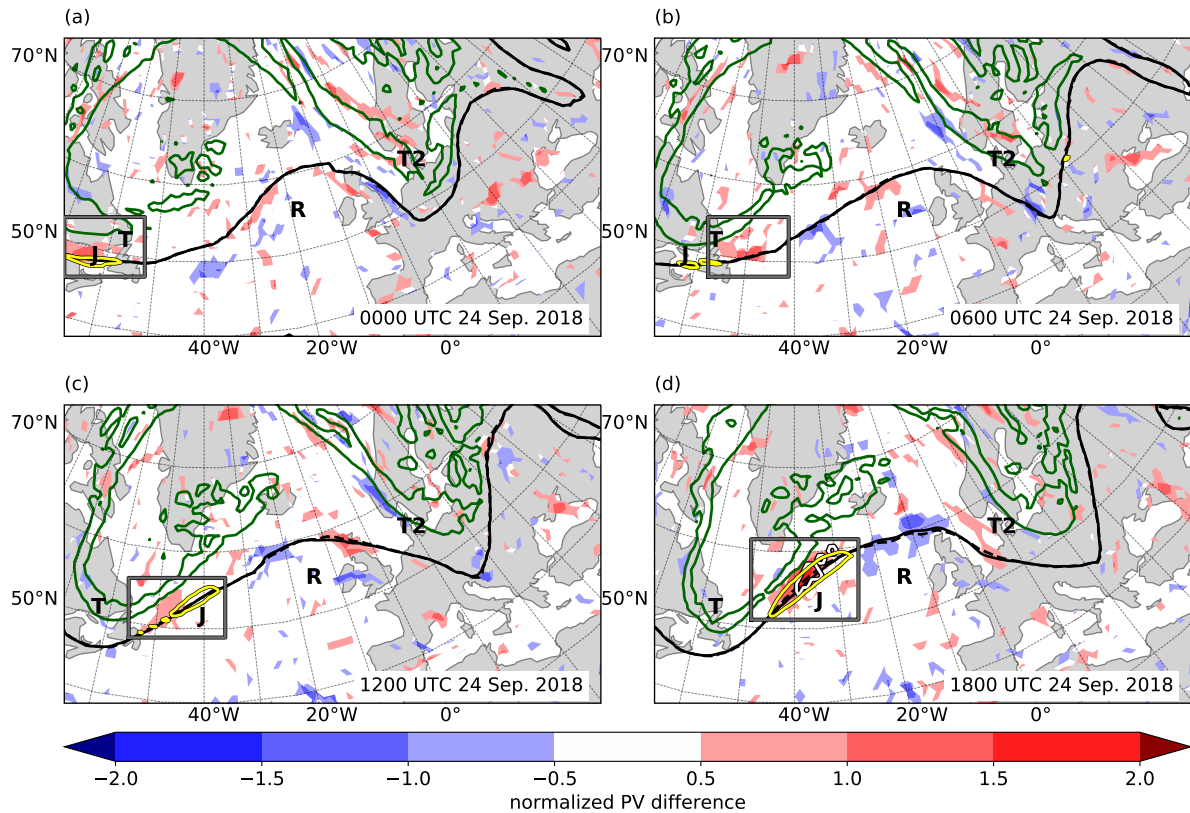 (a)
(b)
70°N
70°N
T2
T2
R
R
50°N
50°N
T
T
J
J
0000 UTC 24 Sep. 2018
0600 UTC 24 Sep. 2018
40°W
20°W
0°
40°W
20°W
0°
(c)
(d)
70°N
70°N
T2
T2
R
R
50°N
50°N
T
J
T
J
1200 UTC 24 Sep. 2018
1800 UTC 24 Sep. 2018
40°W
20°W
0°
40°W
20°W
0°
−2.0
−1.5
−1.0
−0.5
0.5
1.0
1.5
2.0
normalized PV difference